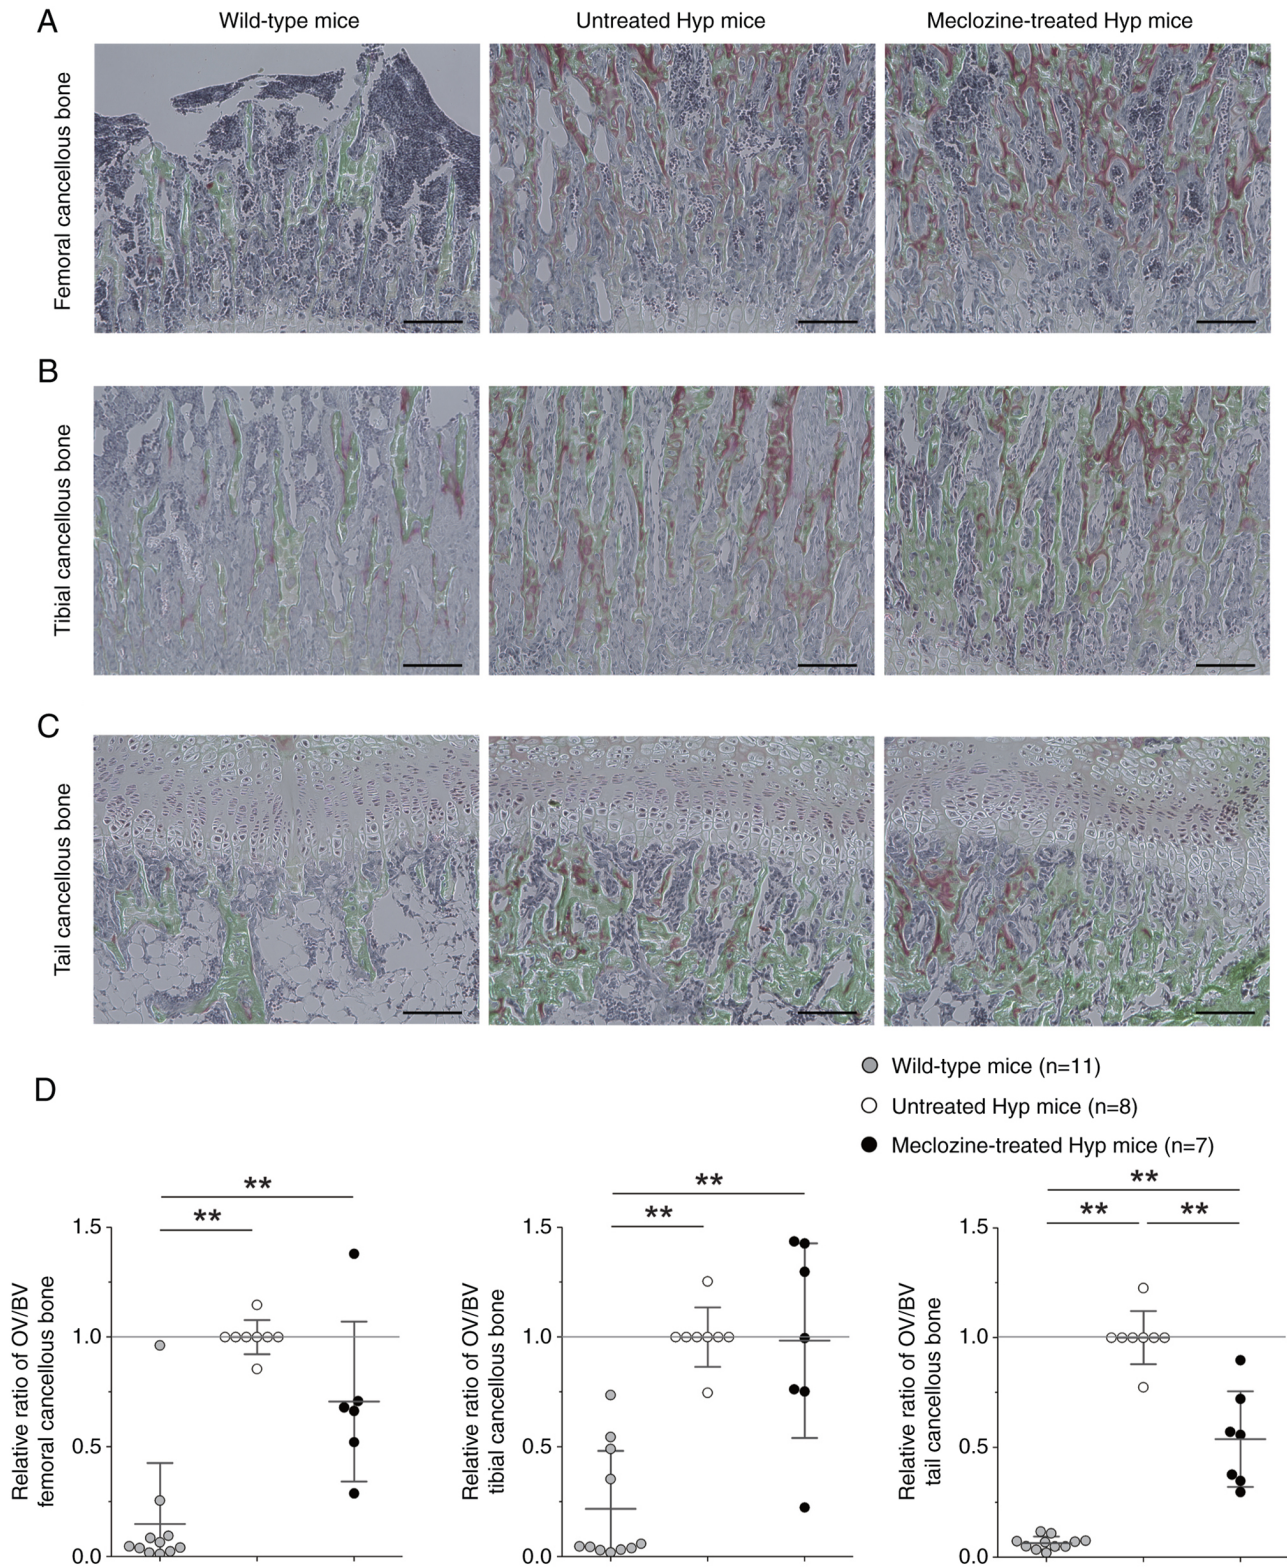 A
Wild-type mice
Untreated Hyp mice
Meclozine-treated Hyp mice
Femoral cancellous bone
B
Tibial cancellous bone
C
Tail cancellous bone
D
Wild-type mice (n=11)
Untreated Hyp mice (n=8)
Meclozine-treated Hyp mice (n=7)
**
**
1.5
1.0
0.5
0.0
Relative ratio of OV/BV
femoral cancellous bone
**
**
1.5
1.0
0.5
0.0
Relative ratio of OV/BV
tibial cancellous bone
**
** **
1.5
1.0
0.5
0.0
Relative ratio of OV/BV
tail cancellous bone